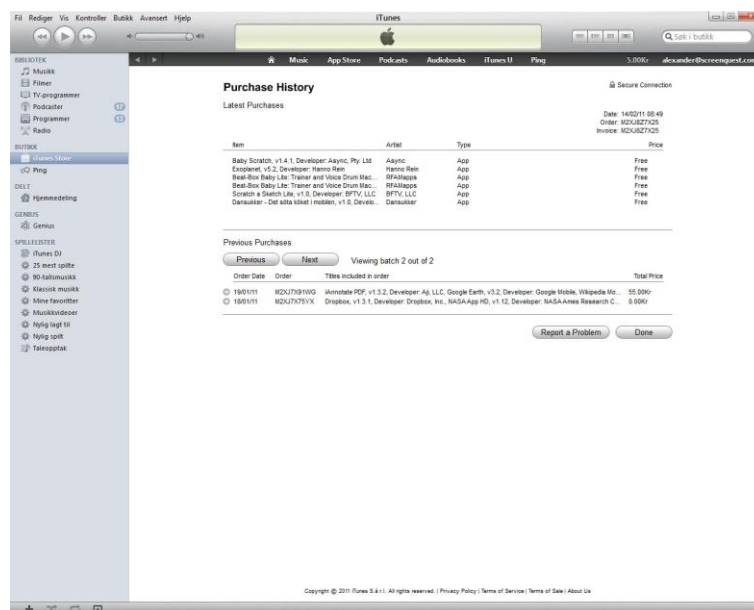 Fil Rediger Vis Kontroller Butikk Avansert Hjelp
iTunes
Søk i butikk
BIBLIOTEK
Musikk
Filmer
TV-programmer
Podcaster
Programmer
Radio
BUTIKK
iTunes Store
Ping
DELT
Hjemmedeling
GENIUS
Genius
SPILLELISTER
iTunes DJ
25 mest spilte
90-tallsmusikk
Klassisk musikk
Mine favoritter
Musikkvideoer
Nylig lagt til
Nylig spilt
Taleopptak
Music App Store Podcasts Audiobooks iTunes U Ping 5.00Kr alexander@screenquest.com
Purchase History
Secure Connection
Latest Purchases
Date: 14/02/11 08:49
Order: M2XJ8Z7X25
Invoice: M2XJ8Z7X25
Item Artist Type Price
Baby Scratch, v1.4.1, Developer: Async, Pty. Ltd Async App Free
Exoplanet, v5.2, Developer: Hanno Rein Hanno Rein App Free
Beat-Box Baby Lite: Trainer and Voice Drum Mac... RFAMapps App Free
Beat-Box Baby Lite: Trainer and Voice Drum Mac... RFAMapps App Free
Scratch a Sketch Lite, v1.0, Developer: BFTV, LLC BFTV, LLC App Free
Dansukker - Det söta köket i mobilen, v1.0, Develo... Dansukker App Free
Previous Purchases
Previous Next Viewing batch 2 out of 2
Order Date Order Titles included in order Total Price
19/01/11 M2XJ7X91WG iAnnotate PDF, v1.3.2, Developer: Aji, LLC, Google Earth, v3.2, Developer: Google Mobile, Wikipedia Mo... 55.00Kr
18/01/11 M2XJ7X75YX Dropbox, v1.3.1, Developer: Dropbox, Inc., NASA App HD, v1.12, Developer: NASA Ames Research C... 0.00Kr
Report a Problem Done
Copyright © 2011 iTunes S.à r.l. All rights reserved. | Privacy Policy | Terms of Service | Terms of Sale | About Us